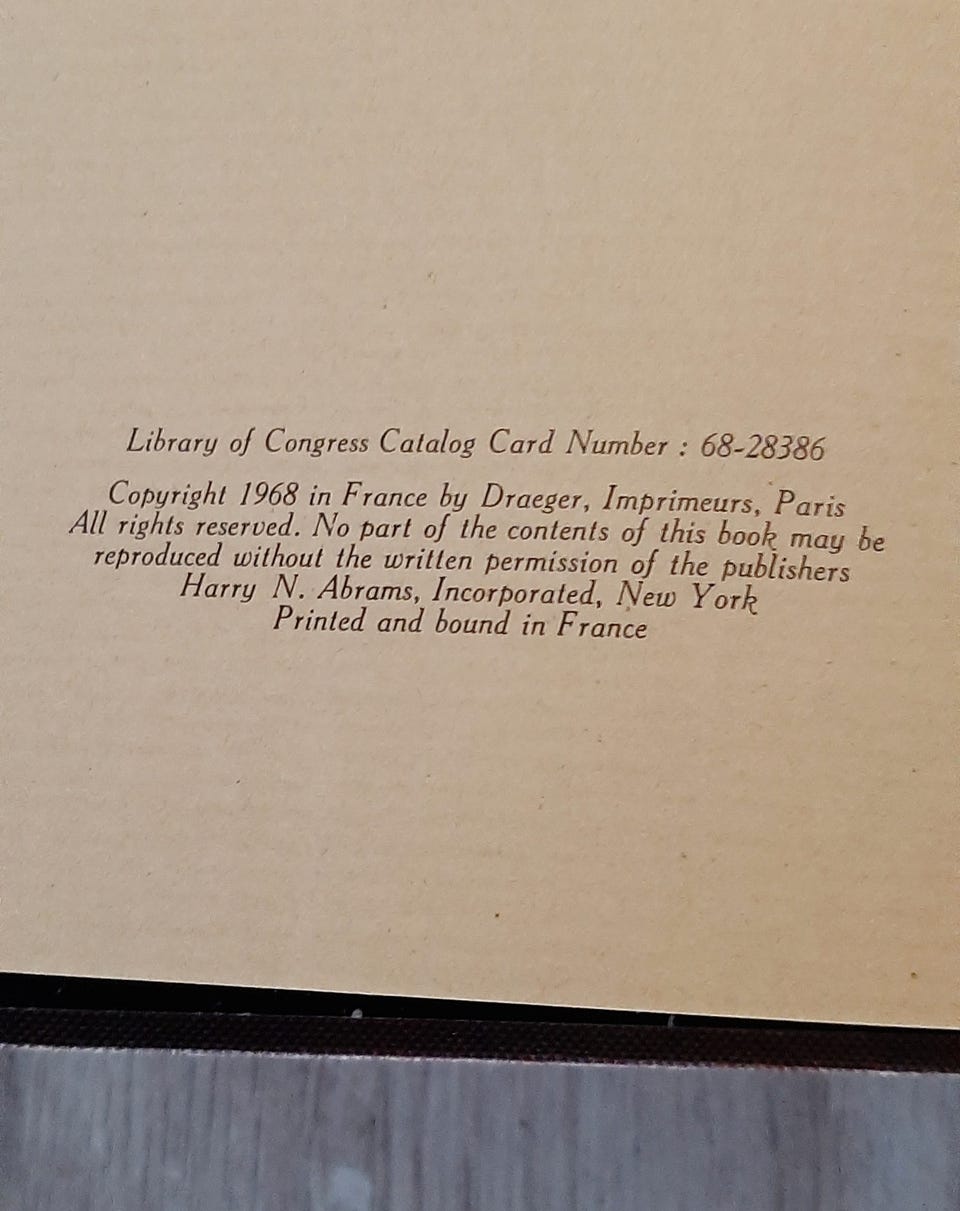 Library of Congress Catalog Card Number : 68-28386
Copyright 1968 in France by Draeger, Imprimeurs, Paris
All rights reserved. No part of the contents of this book may be
reproduced without the written permission of the publishers
Harry N. Abrams, Incorporated, New York
Printed and bound in France